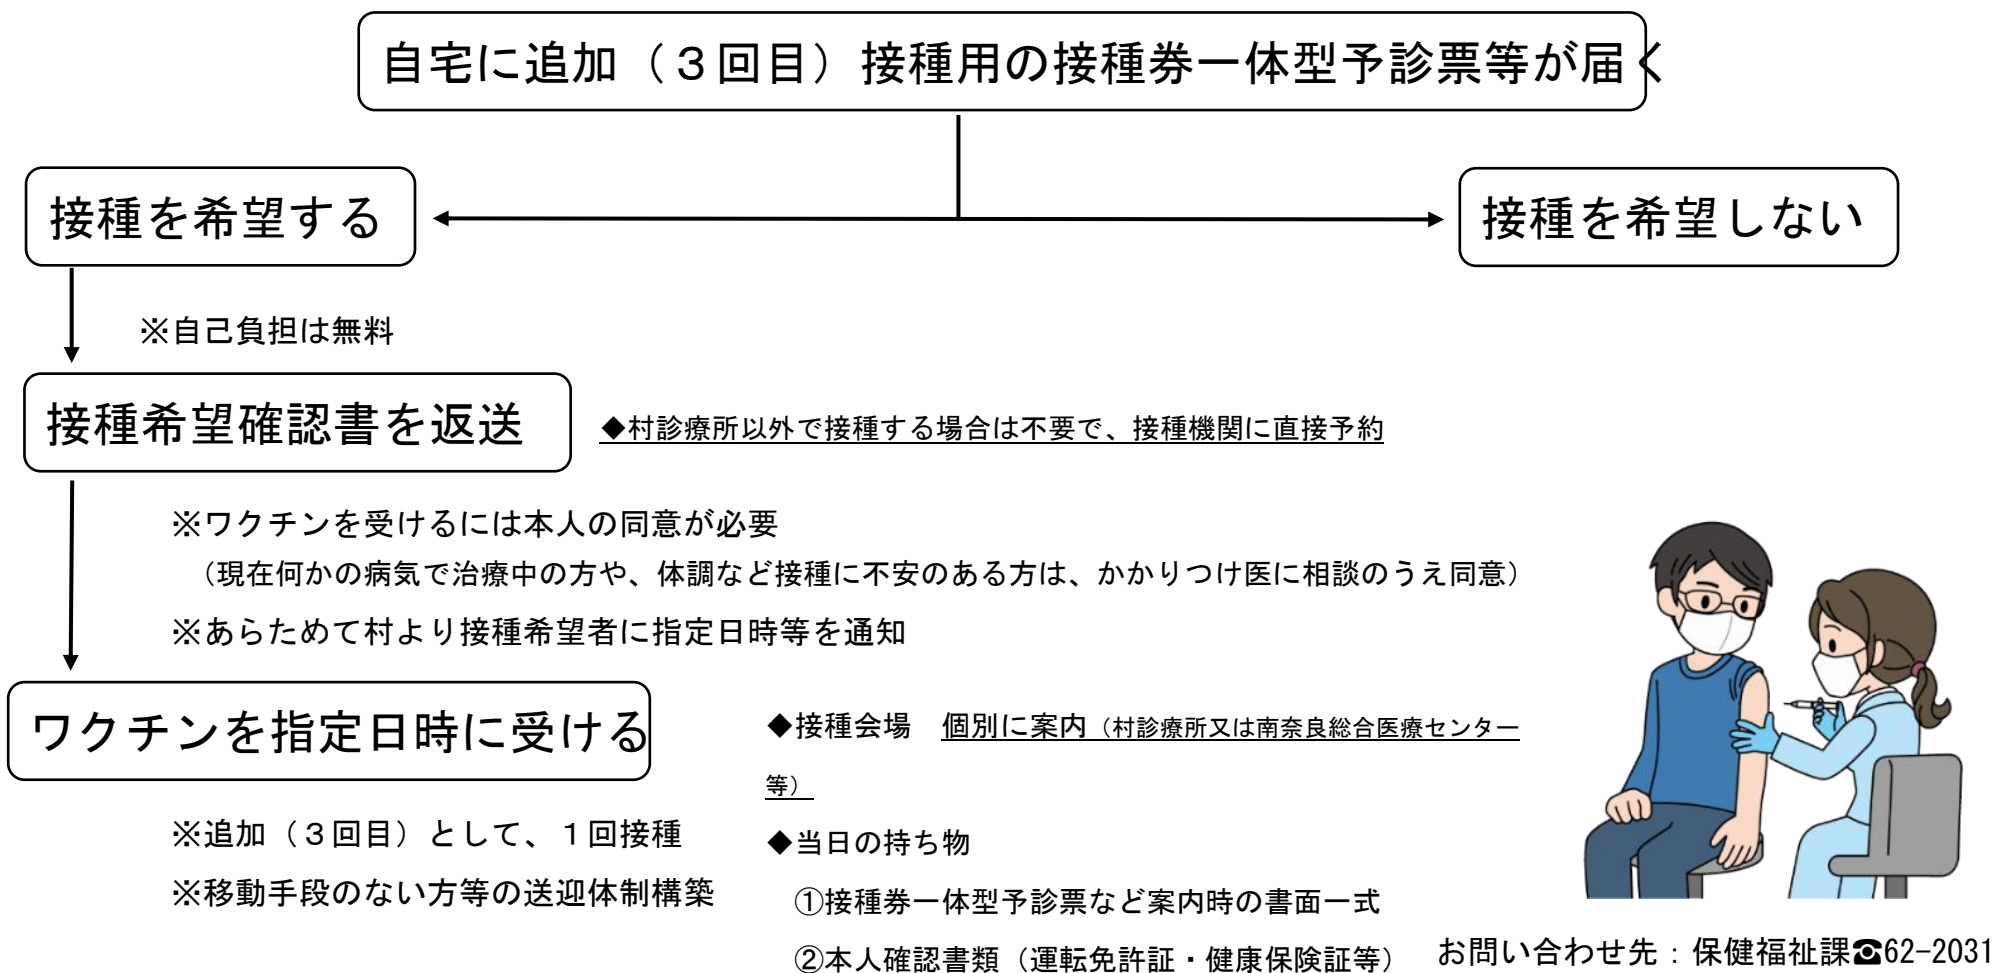 自宅に追加（３回目）接種用の接種券一体型予診票等が届く
接種を希望する
接種を希望しない
※自己負担は無料
接種希望確認書を返送
◆村診療所以外で接種する場合は不要で、接種機関に直接予約
※ワクチンを受けるには本人の同意が必要
（現在何かの病気で治療中の方や、体調など接種に不安のある方は、かかりつけ医に相談のうえ同意）
※あらためて村より接種希望者に指定日時等を通知
ワクチンを指定日時に受ける
◆接種会場　個別に案内（村診療所又は南奈良総合医療センター
等）
※追加（３回目）として、１回接種
※移動手段のない方等の送迎体制構築
◆当日の持ち物
①接種券一体型予診票など案内時の書面一式
②本人確認書類（運転免許証・健康保険証等）
お問い合わせ先：保健福祉課☎62-2031